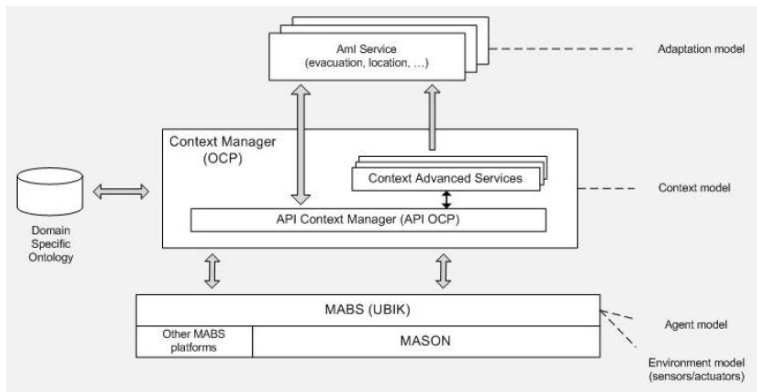 AmI Service
(evacuation, location, ...)
Adaptation model
Context Manager
(OCP)
Context Advanced Services
Context model
API Context Manager (API OCP)
Domain
Specific
Ontology
MABS (UBIK)
Agent model
Other MABS
platforms
MASON
Environment model
(sensors/actuators)